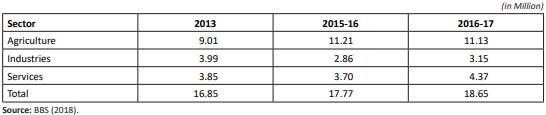 (in Million)
Sector 2013 2015-16 2016-17
Agriculture 9.01 11.21 11.13
Industries 3.99 2.86 3.15
Services 3.85 3.70 4.37
Total 16.85 17.77 18.65
Source: BBS (2018).